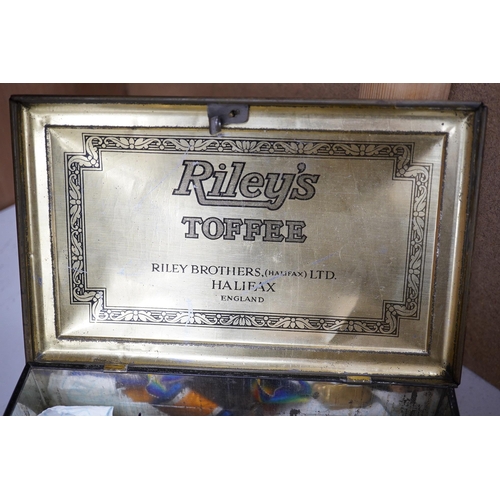 Riley's
TOFFEE
RILEY BROTHERS, (HALIFAX) LTD.
HALIFAX
ENGLAND